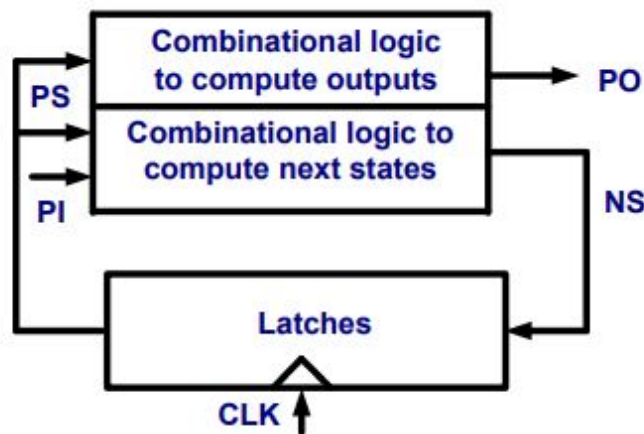 Combinational logic
to compute outputs
PO
PS
Combinational logic to
compute next states
PI
NS
Latches
CLK